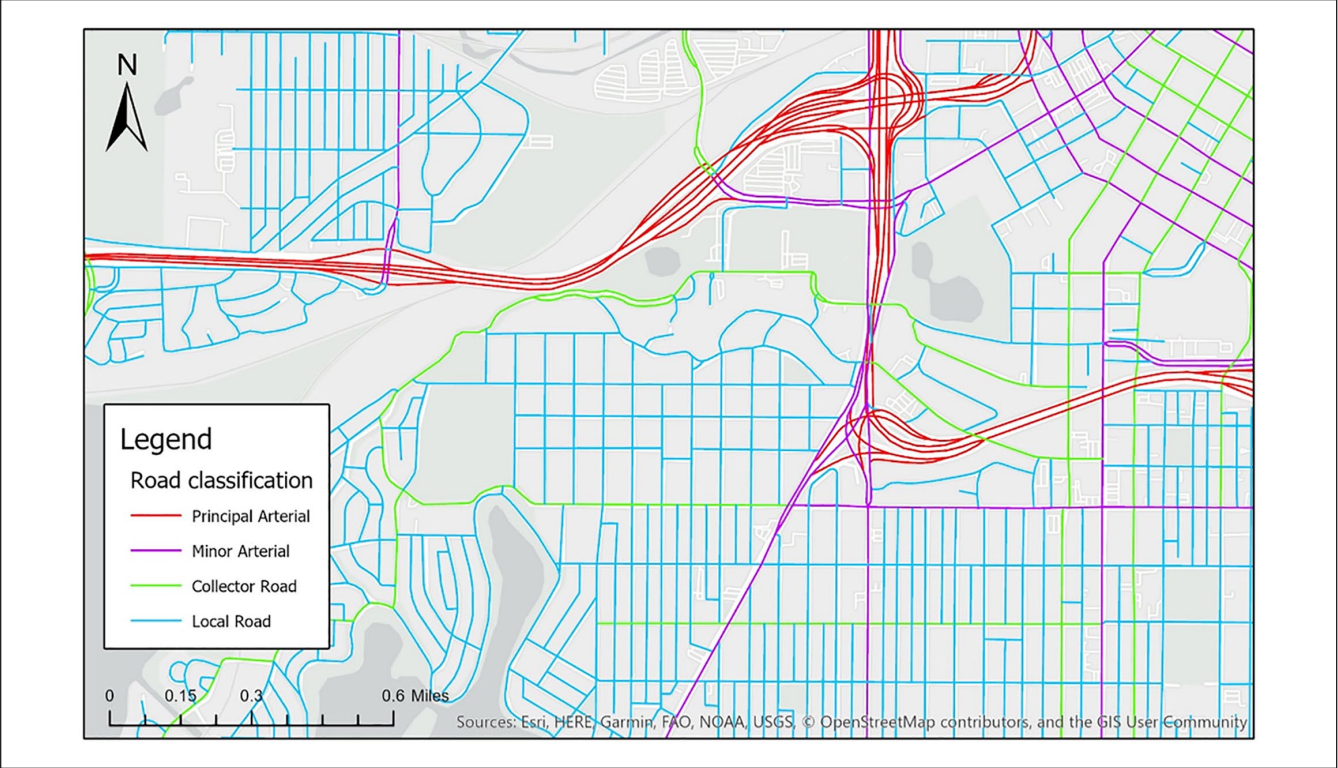 N
Legend
Road classification
Principal Arterial
Minor Arterial
Collector Road
Local Road
0 0.15 0.3 0.6 Miles
Sources: Esri, HERE, Garmin, FAO, NOAA, USGS, © OpenStreetMap contributors, and the GIS User Community